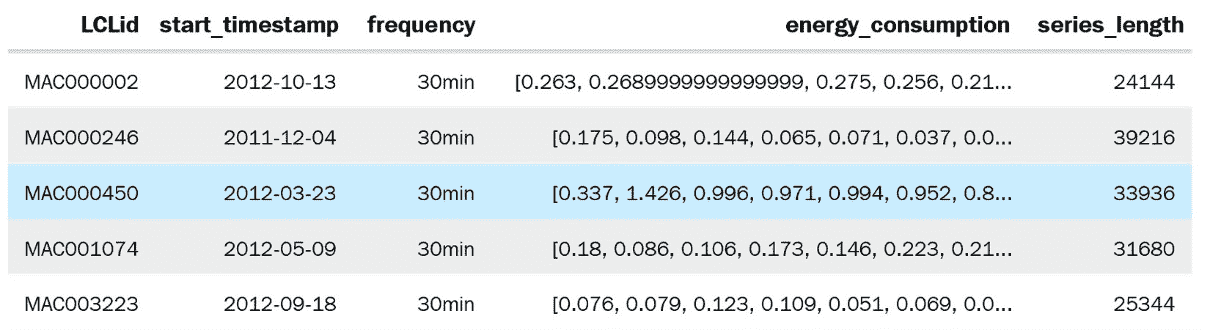 LCLid start_timestamp frequency energy_consumption series_length
MAC000002 2012-10-13 30min [0.263, 0.2689999999999999, 0.275, 0.256, 0.21... 24144
MAC000246 2011-12-04 30min [0.175, 0.098, 0.144, 0.065, 0.071, 0.037, 0.0... 39216
MAC000450 2012-03-23 30min [0.337, 1.426, 0.996, 0.971, 0.994, 0.952, 0.8... 33936
MAC001074 2012-05-09 30min [0.18, 0.086, 0.106, 0.173, 0.146, 0.223, 0.21... 31680
MAC003223 2012-09-18 30min [0.076, 0.079, 0.123, 0.109, 0.051, 0.069, 0.0... 25344